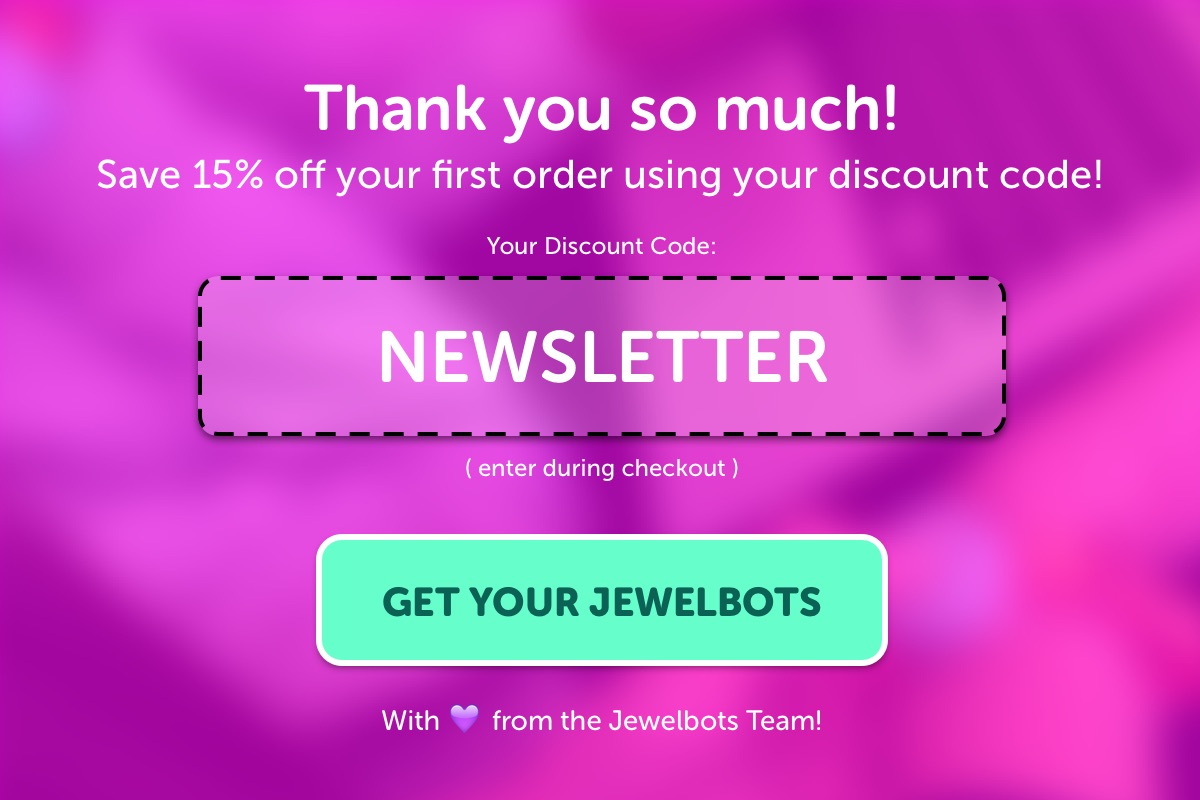 Thank you so much!
Save 15% off your first order using your discount code!
Your Discount Code:
NEWSLETTER
( enter during checkout )
GET YOUR JEWELBOTS
With 💜 from the Jewelbots Team!